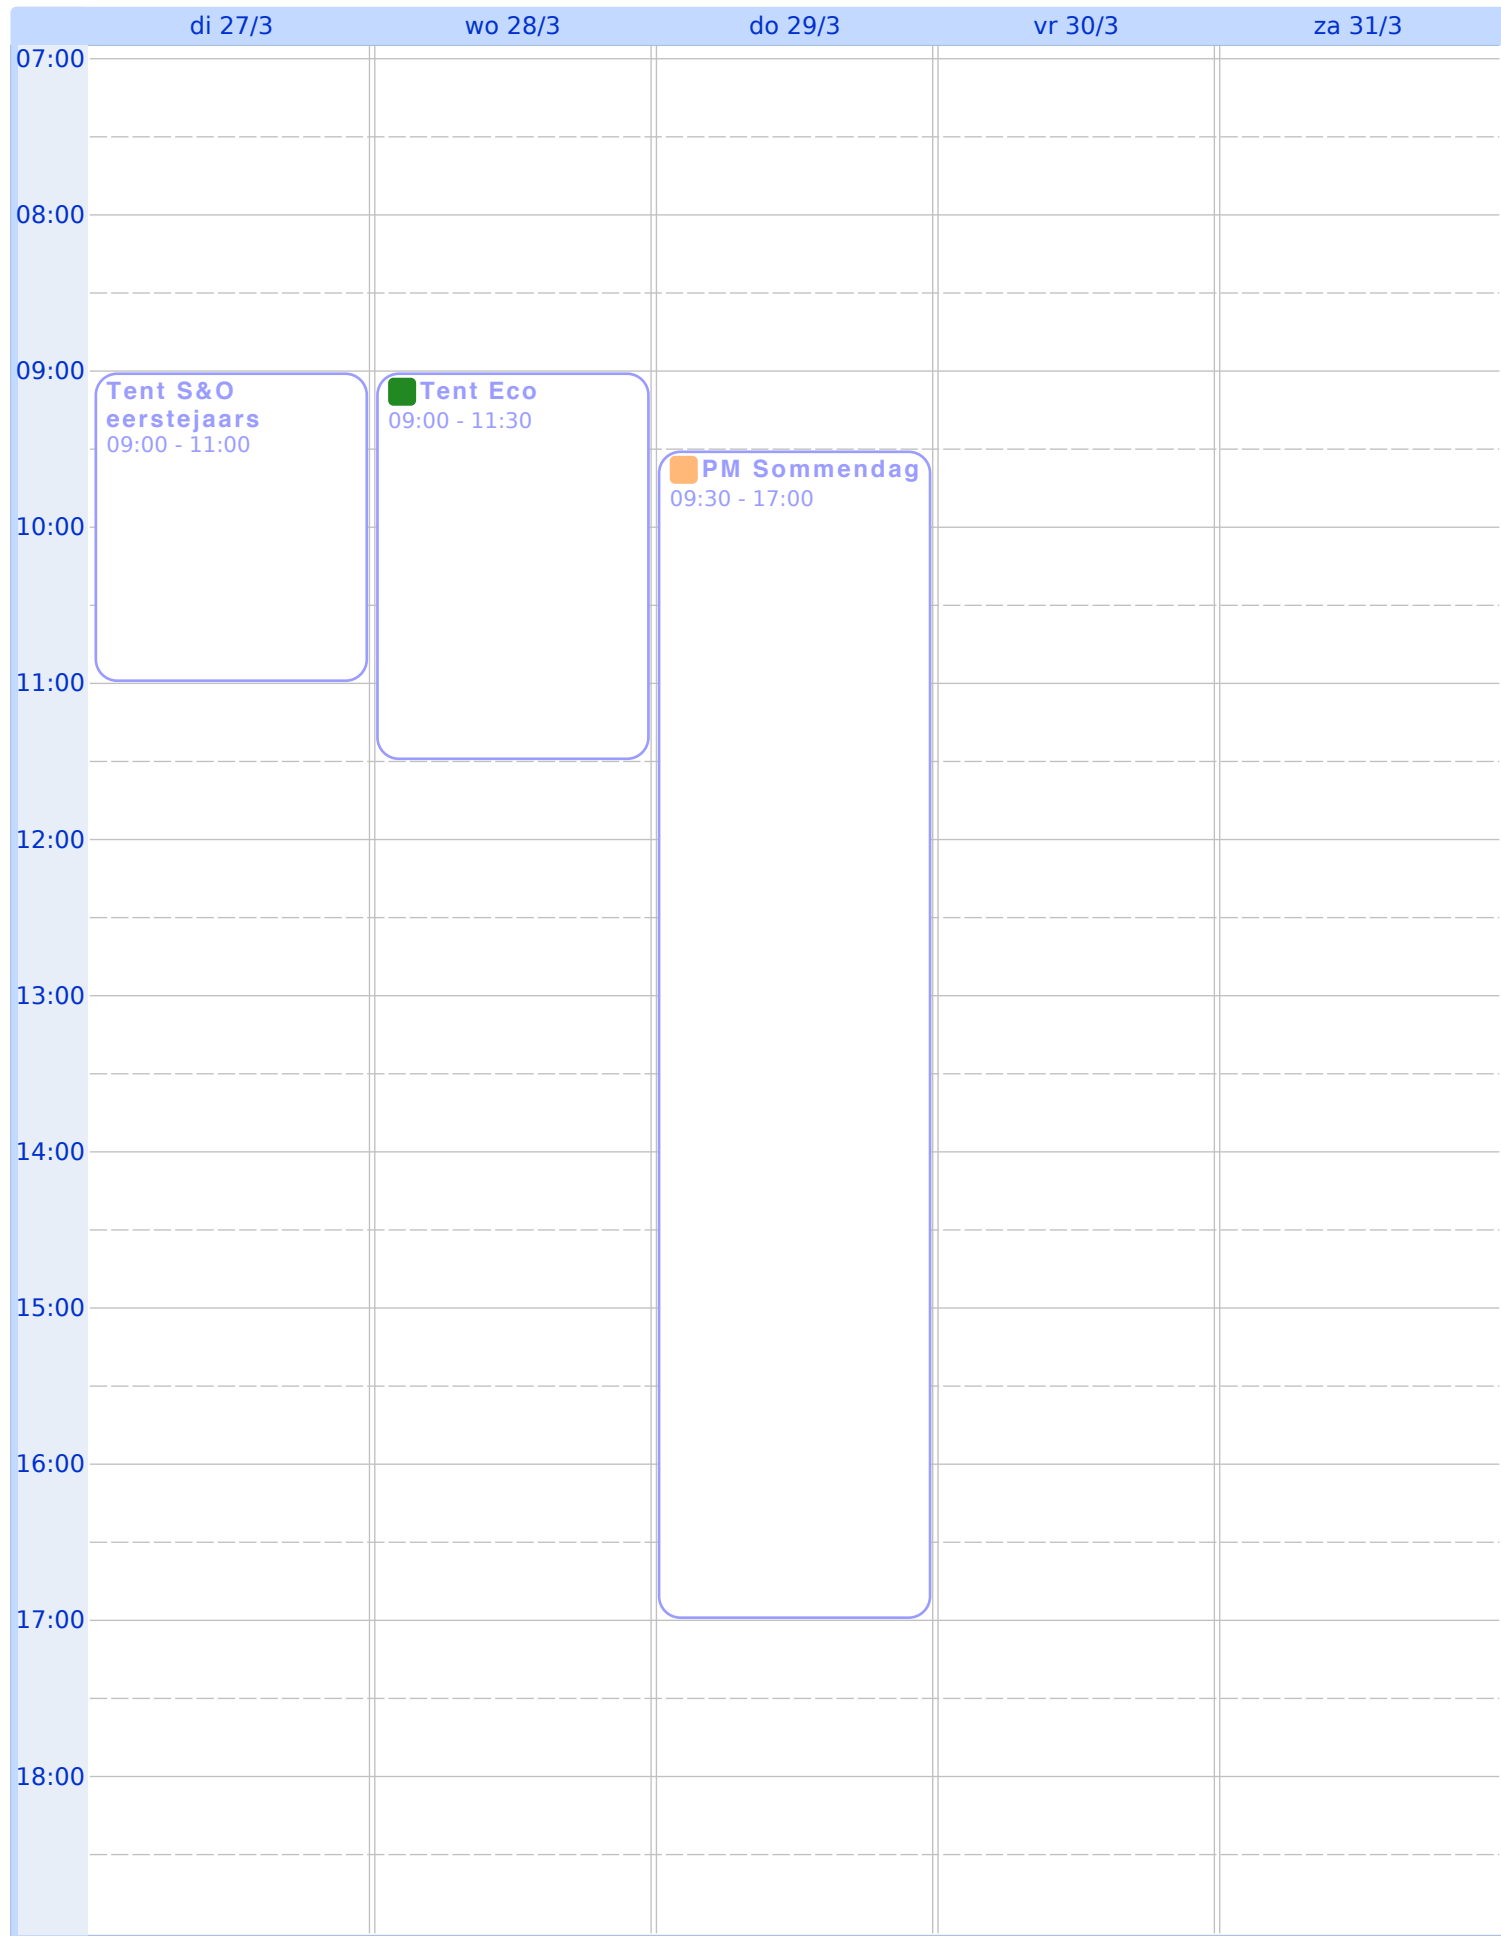 di 27/3
wo 28/3
do 29/3
vr 30/3
za 31/3
07:00
08:00
09:00
Tent S&O
eerstejaars
09:00 - 11:00
Tent Eco
09:00 - 11:30
PM Sommendag
09:30 - 17:00
10:00
11:00
12:00
13:00
14:00
15:00
16:00
17:00
18:00